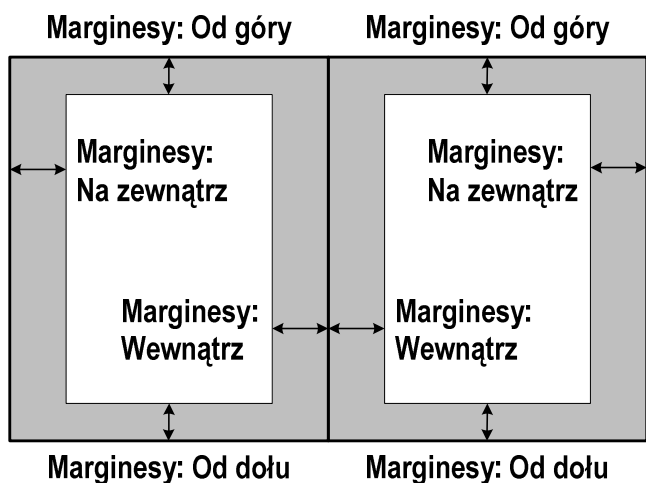 Marginesy: Od góry
Marginesy: Od góry
Marginesy:
Na zewnątrz
Marginesy:
Na zewnątrz
Marginesy:
Wewnątrz
Marginesy:
Wewnątrz
Marginesy: Od dołu
Marginesy: Od dołu